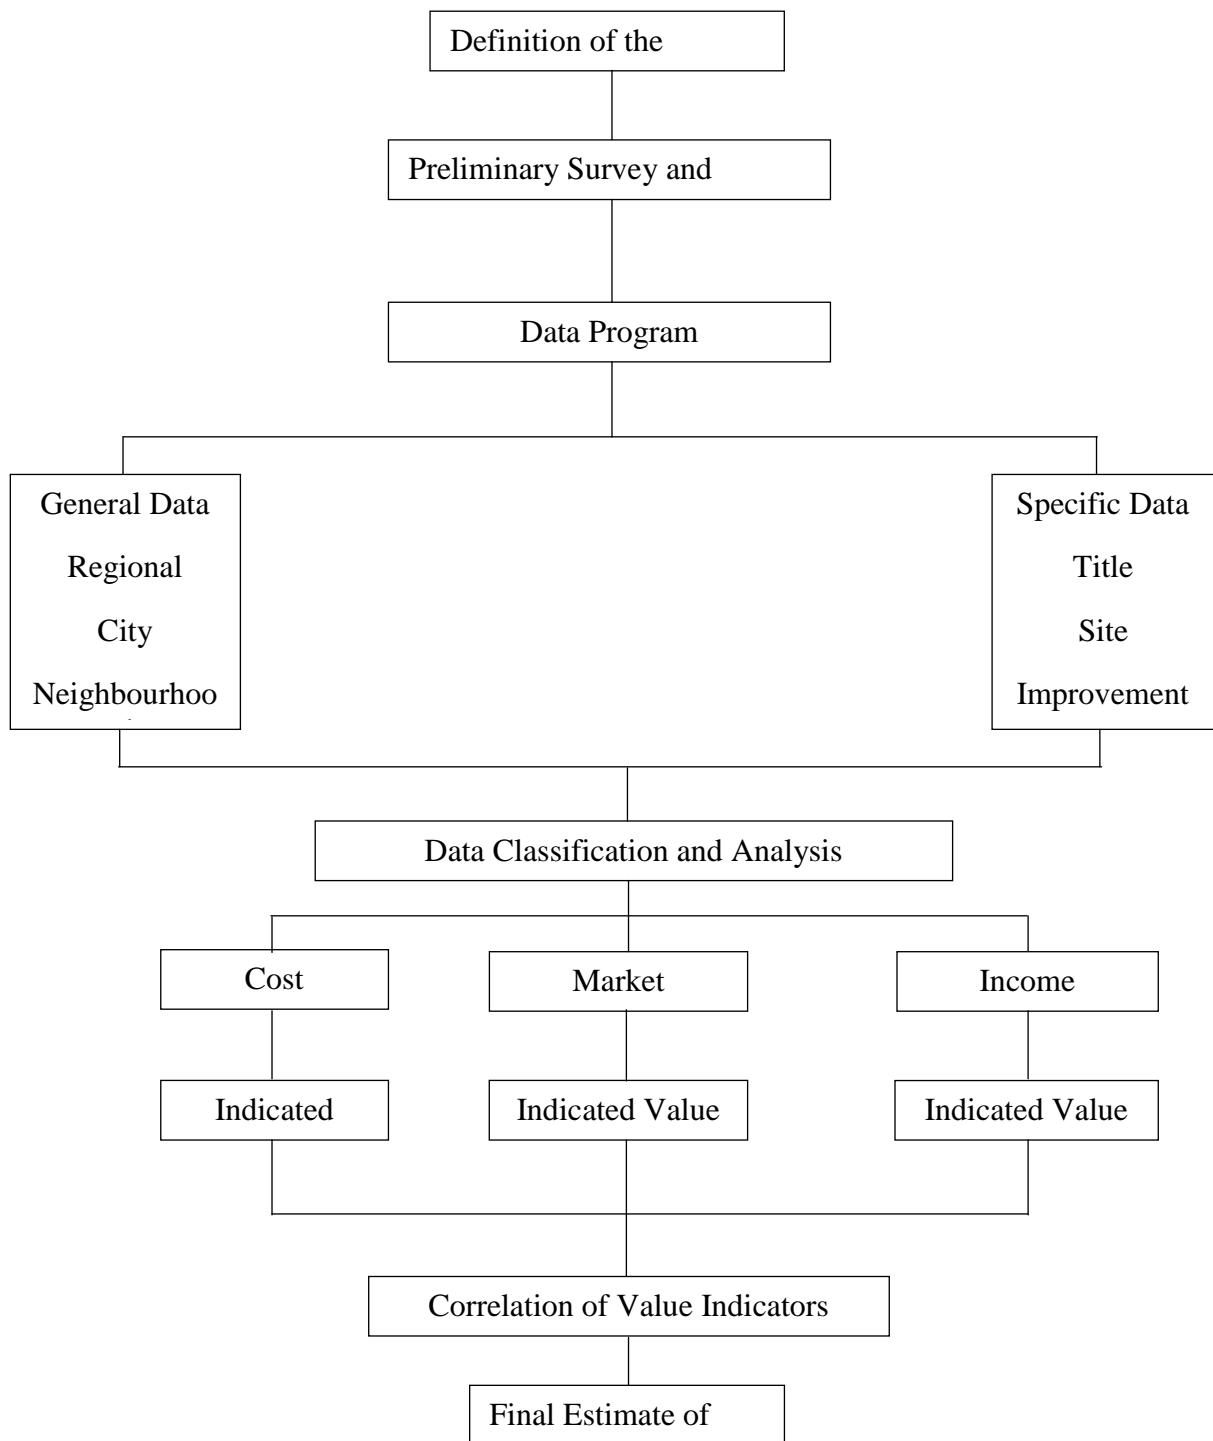 Definition of the
Preliminary Survey and
Data Program
General Data
Regional
City
Neighbourhoo
Specific Data
Title
Site
Improvement
Data Classification and Analysis
Cost
Market
Income
Indicated
Indicated Value
Indicated Value
Correlation of Value Indicators
Final Estimate of